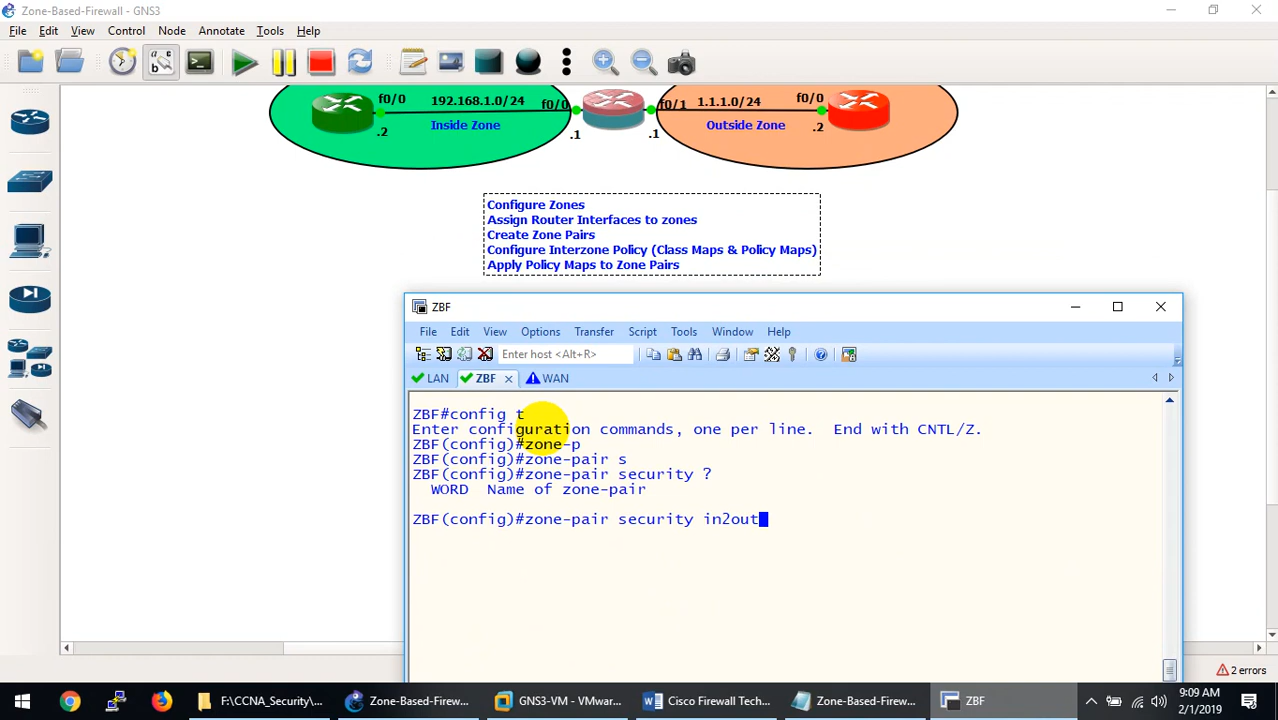 Zone-Based-Firewall - GNS3
File Edit View Control Node Annotate Tools Help
f0/0 192.168.1.0/24 f0/0 f0/1 1.1.1.0/24 f0/0
.2 Inside Zone .1 .1 Outside Zone .2
Configure Zones
Assign Router Interfaces to zones
Create Zone Pairs
Configure Interzone Policy (Class Maps & Policy Maps)
Apply Policy Maps to Zone Pairs
ZBF
File Edit View Options Transfer Script Tools Window Help
Enter host <Alt+R>
LAN ZBF WAN
ZBF#config t
Enter configuration commands, one per line. End with CNTL/Z.
ZBF(config)#zone-p
ZBF(config)#zone-pair s
ZBF(config)#zone-pair security ?
WORD Name of zone-pair
ZBF(config)#zone-pair security in2out
2 errors
F:\CCNA_Security\... Zone-Based-Firew... GNS3-VM - VMwar... Cisco Firewall Tech... Zone-Based-Firew... ZBF
9:09 AM
2/1/2019